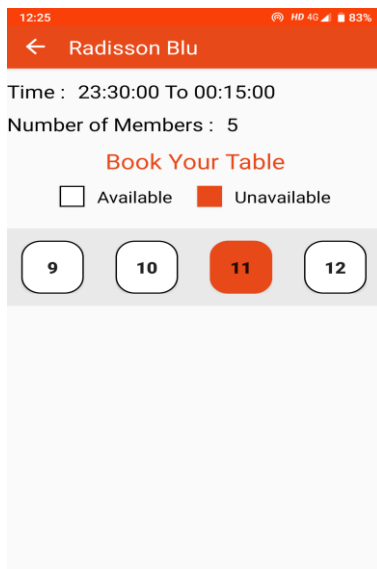 12:25 HD 4G 83%
Radisson Blu
Time : 23:30:00 To 00:15:00
Number of Members : 5
Book Your Table
Available Unavailable
9 10 11 12